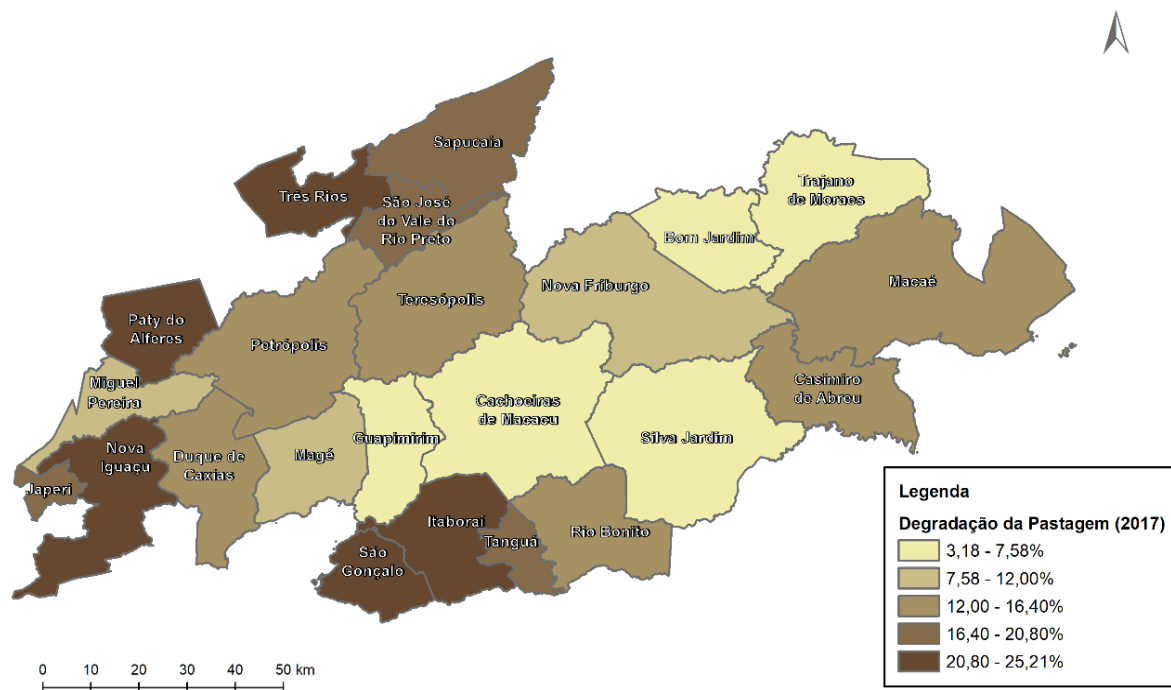 Sapucaia
Três Rios
São José
do Vale do
Rio Preto
Trajano
de Moraes
Bom Jardim
Macaé
Nova Friburgo
Teresópolis
Paty do
Alferes
Petrópolis
Miguel
Pereira
Casimiro
de Abreu
Cachoeiras
de Macacu
Silva Jardim
Guapimirim
Magé
Duque de
Caxias
Nova
Iguaçu
Japeri
Itaboraí
Tanguá
Rio Bonito
São
Gonçalo
Legenda
Degradação da Pastagem (2017)
3,18 - 7,58%
7,58 - 12,00%
12,00 - 16,40%
16,40 - 20,80%
20,80 - 25,21%
0 10 20 30 40 50 km